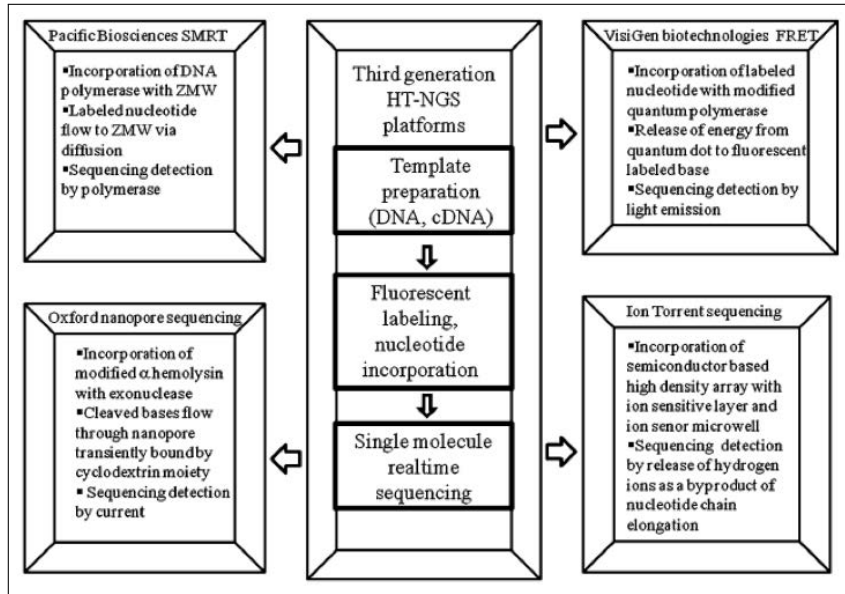 Pacific Biosciences SMRT
▪Incorporation of DNA
polymerase with ZMW
▪Labeled nucleotide
flow to ZMW via
diffusion
▪Sequencing detection
by polymerase
Third generation
HT-NGS
platforms
Template
preparation
(DNA, cDNA)
Fluorescent
labeling,
nucleotide
incorporation
Single molecule
realtime
sequencing
VisiGen biotechnologies FRET
▪Incorporation of labeled
nucleotide with modified
quantum polymerase
▪Release of energy from
quantum dot to fluorescent
labeled base
▪Sequencing detection by
light emission
Oxford nanopore sequencing
▪Incorporation of
modified α hemolysin
with exonuclease
▪Cleaved bases flow
through nanopore
transiently bound by
cyclodextrin moiety
▪ Sequencing detection
by current
Ion Torrent sequencing
▪Incorporation of
semiconductor based
high density array with
ion sensitive layer and
ion senor microwell
▪Sequencing detection
by release of hydrogen
ions as a byproduct of
nucleotide chain
elongation